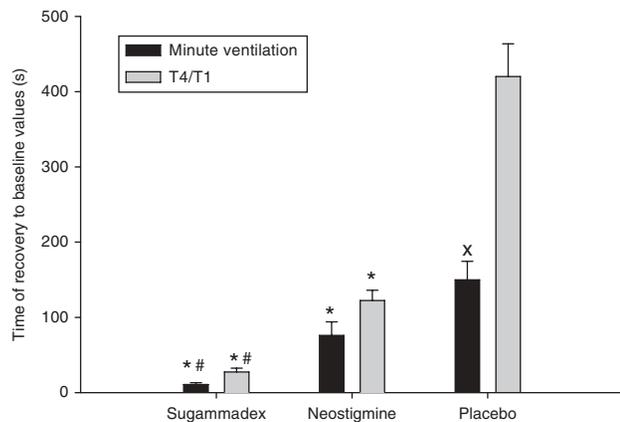 500
400
300
200
100
0
Time of recovery to baseline values (s)
Minute ventilation
T4/T1
* #
* #
*
*
x
Sugammadex
Neostigmine
Placebo